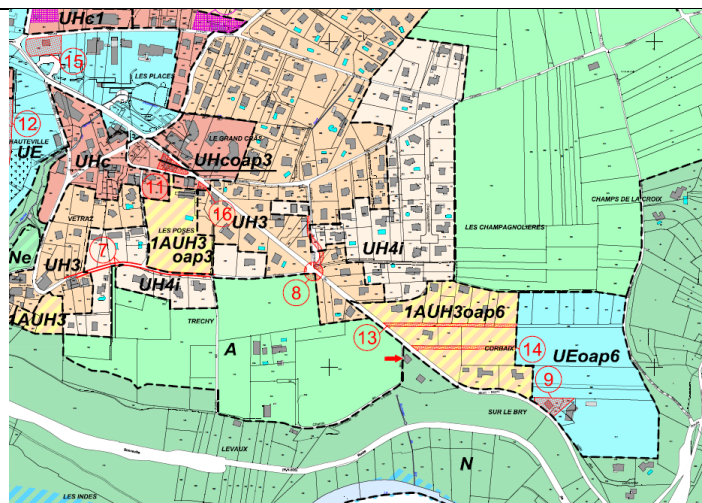 UHc1
15
LES PLACES
12
HAUTEVILLE
UE
LE GRAND CRÂS
UHcoap3
UHc
11
CHAMPS DE LA CROIX
VETRAZ
16
UH3
LES POSES
LES CHAMPAGNOLIERES
7
1AUH3
oap3
UH4i
Ne
UH3
UH4i
8
1AUH3oap6
1AUH3
TRECHY
13
14
A
CORBAIX
UEoap6
9
SUR LE BRY
LEVAUX
N
LES INDES